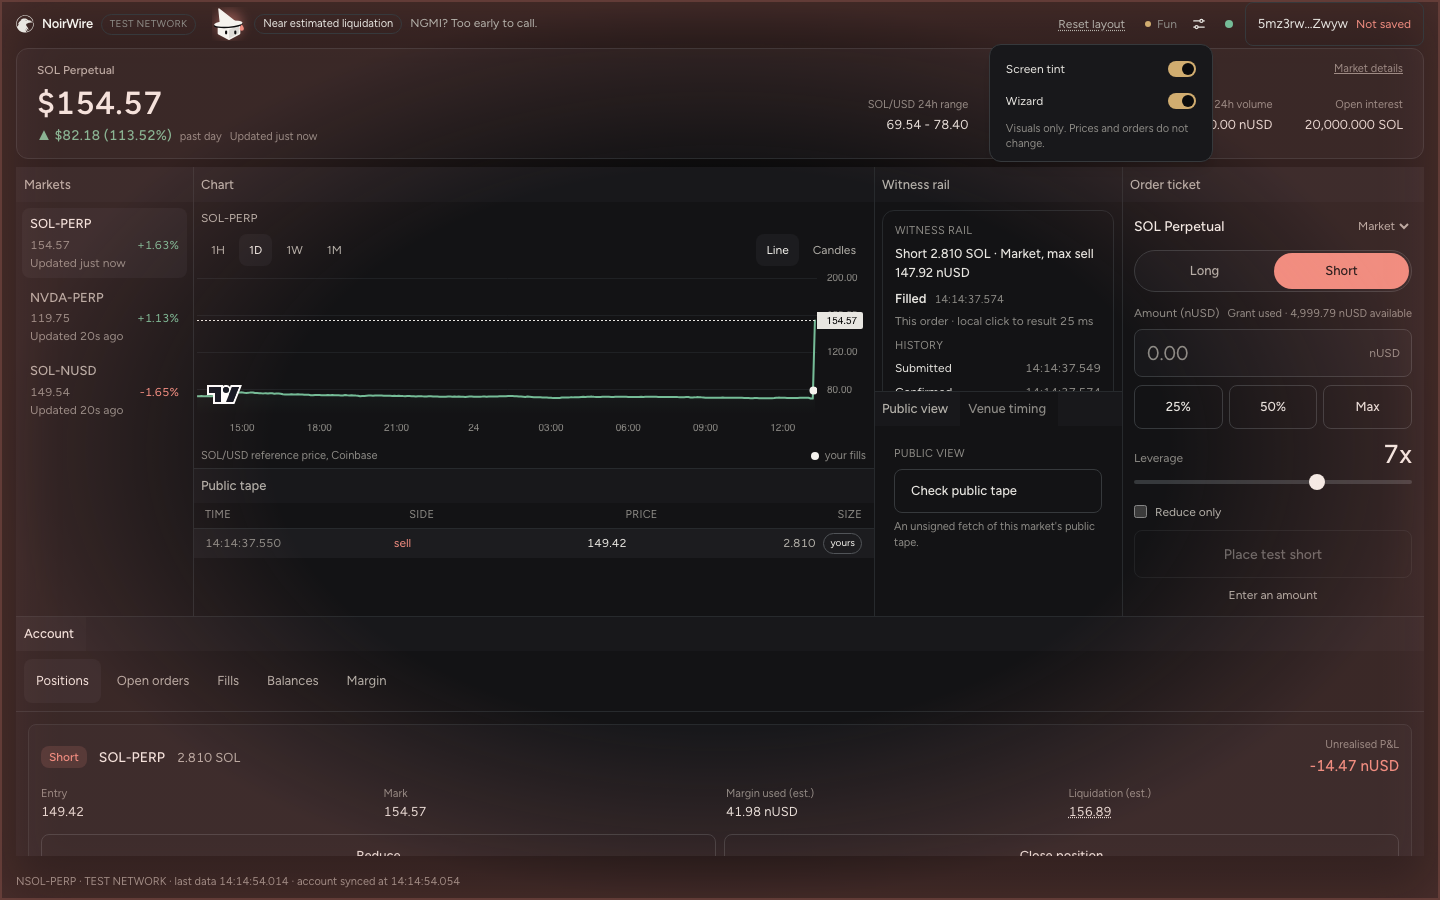 NoirWire TEST NETWORK Near estimated liquidation NGMI? Too early to call. Reset layout Fun 5mz3rw...Zwyw Not saved
Screen tint
Wizard
Visuals only. Prices and orders do not
change.
SOL Perpetual Market details
$154.57
▲ $82.18 (113.52%) past day Updated just now
SOL/USD 24h range 24h volume Open interest
69.54 - 78.40 0.00 nUSD 20,000.000 SOL
Markets
SOL-PERP
154.57 +1.63%
Updated just now
NVDA-PERP
119.75 +1.13%
Updated 20s ago
SOL-NUSD
149.54 -1.65%
Updated 20s ago
Chart
SOL-PERP
1H 1D 1W 1M Line Candles
200.00
154.57
120.00
80.00
15:00 18:00 21:00 24 03:00 06:00 09:00 12:00
SOL/USD reference price, Coinbase your fills
Public tape
TIME SIDE PRICE SIZE
14:14:37.550 sell 149.42 2.810 yours
Witness rail
WITNESS RAIL
Short 2.810 SOL · Market, max sell
147.92 nUSD
Filled 14:14:37.574
This order · local click to result 25 ms
HISTORY
Submitted 14:14:37.549
Confirmed 14:14:37.574
Public view Venue timing
PUBLIC VIEW
Check public tape
An unsigned fetch of this market's public
tape.
Order ticket
SOL Perpetual Market
Long Short
Amount (nUSD) Grant used · 4,999.79 nUSD available
0.00 nUSD
25% 50% Max
Leverage 7x
Reduce only
Place test short
Enter an amount
Account
Positions Open orders Fills Balances Margin
Short SOL-PERP 2.810 SOL
Unrealised P&L
-14.47 nUSD
Entry Mark Margin used (est.) Liquidation (est.)
149.42 154.57 41.98 nUSD 156.89
Reduce Close position
NSOL-PERP · TEST NETWORK · last data 14:14:54.014 · account synced at 14:14:54.054